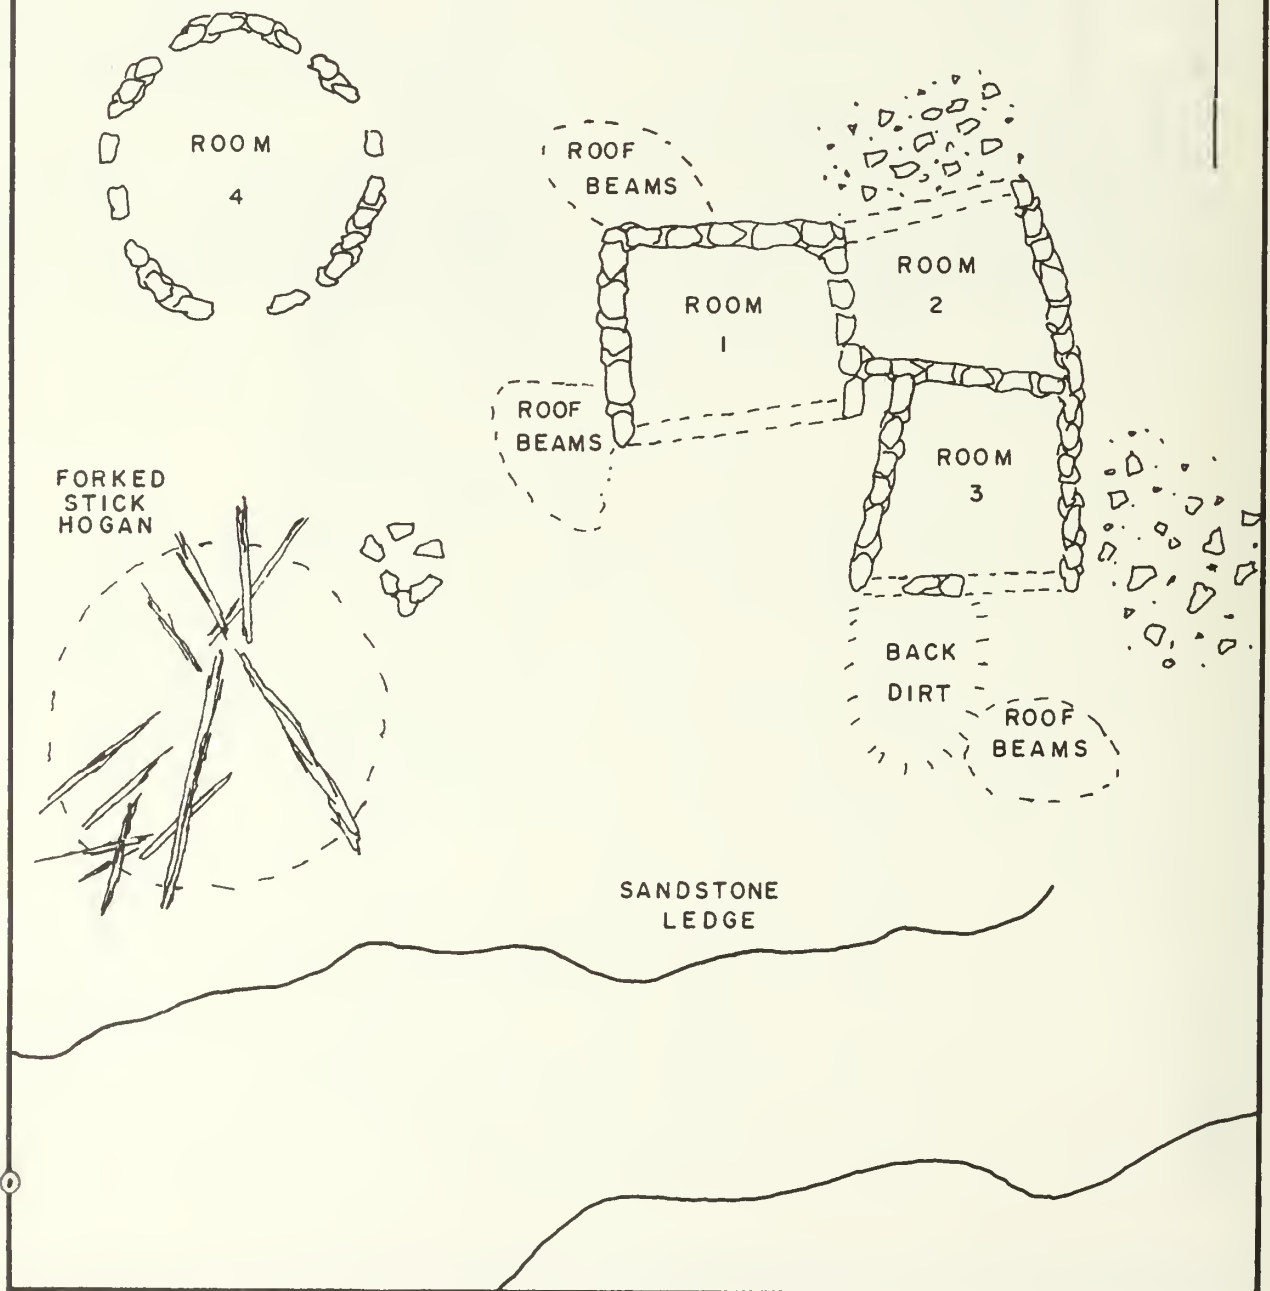 ROOM
4
ROOF
BEAMS
ROOM
2
ROOM
1
ROOF
BEAMS
ROOM
3
FORKED
STICK
HOGAN
BACK
DIRT
ROOF
BEAMS
SANDSTONE
LEDGE